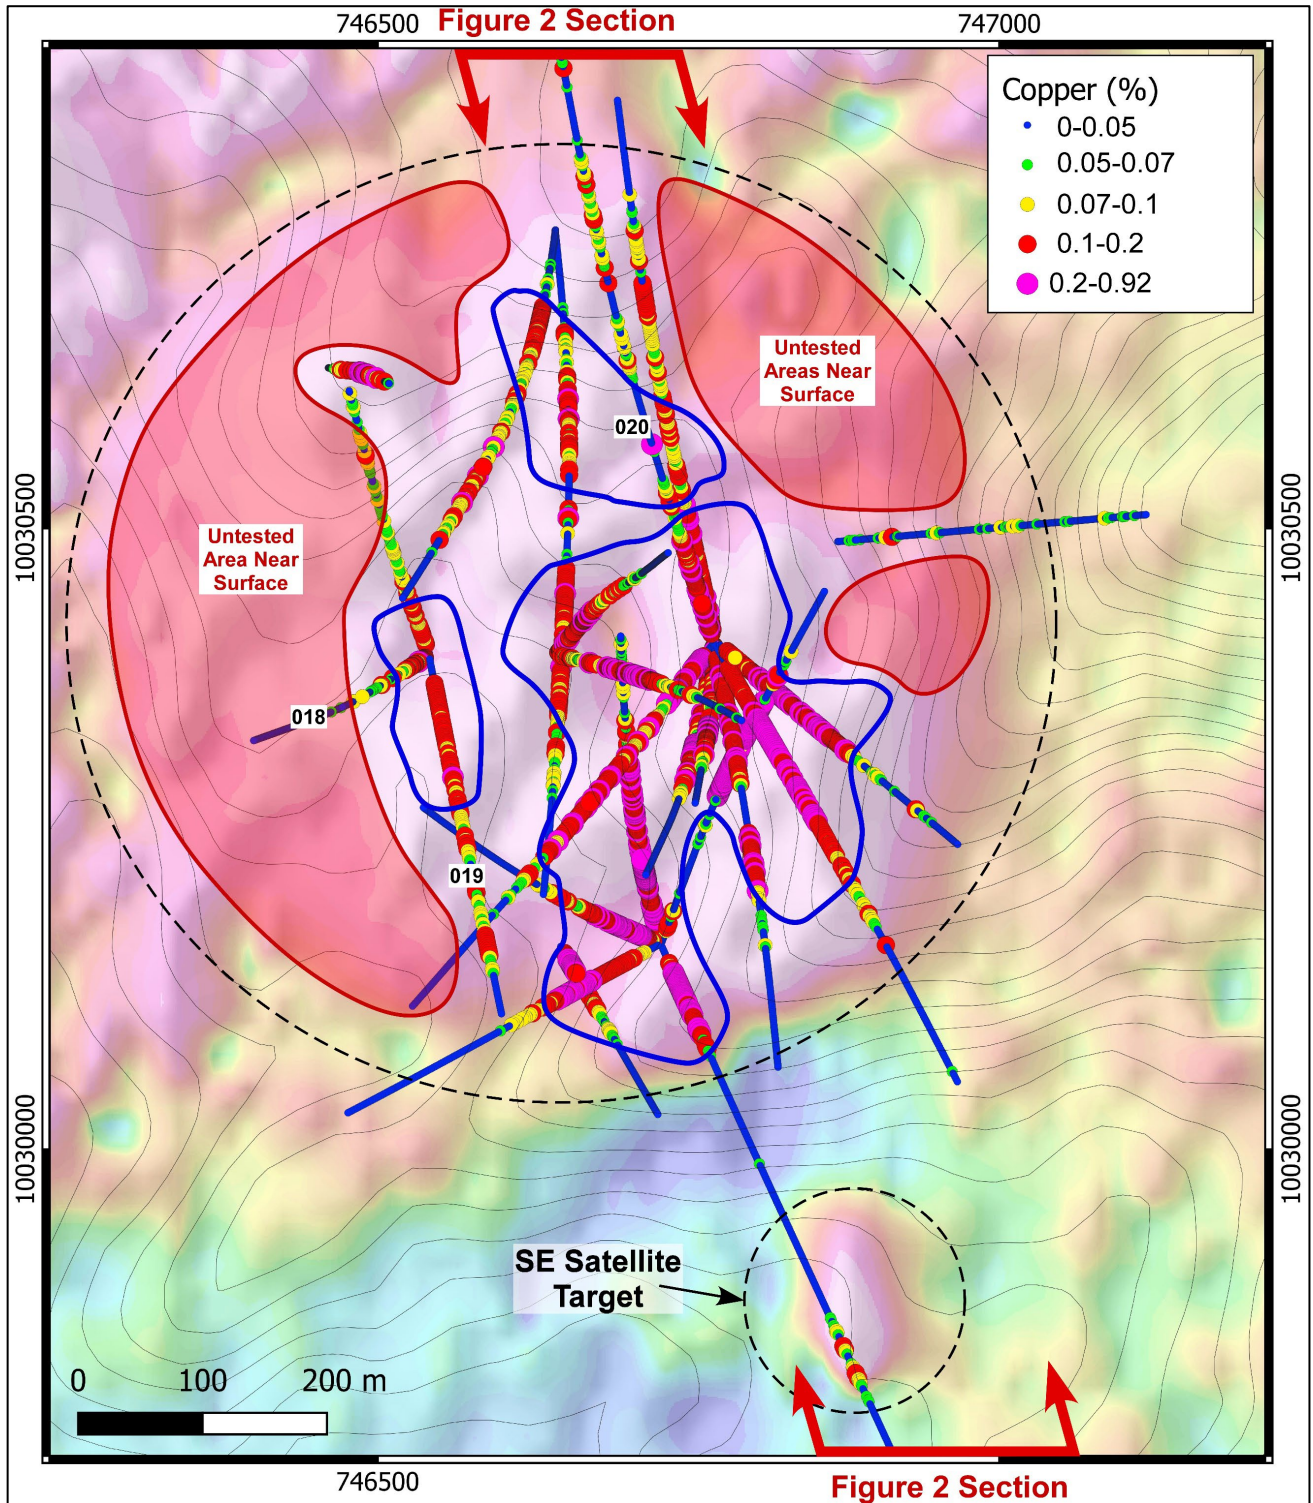 746500
Figure 2 Section
747000
Copper (%)
0-0.05
0.05-0.07
0.07-0.1
0.1-0.2
0.2-0.92
Untested
Areas Near
Surface
020
10030500
10030500
Untested
Area Near
Surface
018
019
10030000
10030000
SE Satellite
Target
0 100 200 m
746500
Figure 2 Section